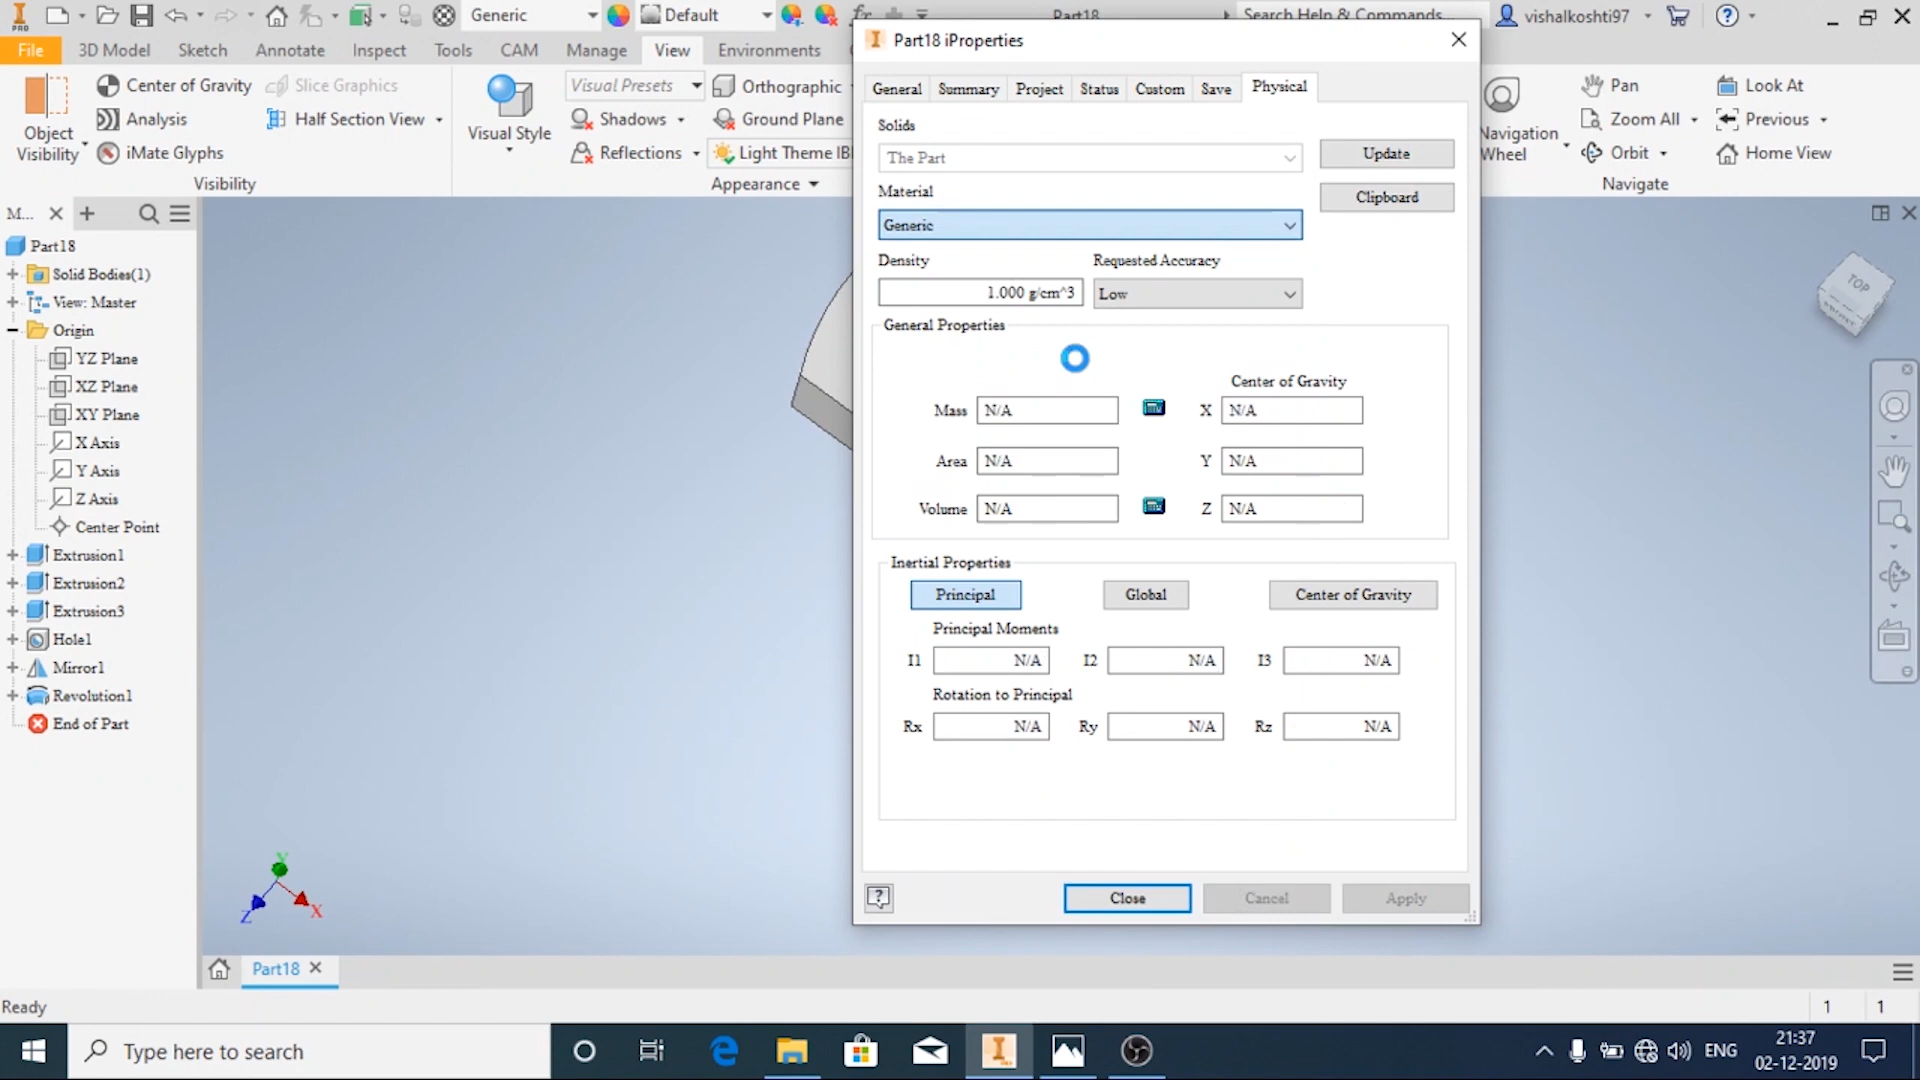 PRO
Generic
Default
fx
Part18
Search Help & Commands...
vishalkoshti97
File
3D Model
Sketch
Annotate
Inspect
Tools
CAM
Manage
View
Environments
Object Visibility
Center of Gravity
Analysis
iMate Glyphs
Slice Graphics
Half Section View
Visibility
Visual Style
Visual Presets
Shadows
Reflections
Orthographic
Ground Plane
Light Theme IB
Appearance
Navigation Wheel
Pan
Zoom All
Orbit
Look At
Previous
Home View
Navigate
M...
Part18
Solid Bodies(1)
View: Master
Origin
YZ Plane
XZ Plane
XY Plane
X Axis
Y Axis
Z Axis
Center Point
Extrusion1
Extrusion2
Extrusion3
Hole1
Mirror1
Revolution1
End of Part
Part18 iProperties
General
Summary
Project
Status
Custom
Save
Physical
Solids
The Part
Update
Material
Generic
Clipboard
Density
Requested Accuracy
1.000 g/cm^3
Low
General Properties
Center of Gravity
Mass N/A X N/A
Area N/A Y N/A
Volume N/A Z N/A
Inertial Properties
Principal
Global
Center of Gravity
Principal Moments
I1 N/A I2 N/A I3 N/A
Rotation to Principal
Rx N/A Ry N/A Rz N/A
Close
Cancel
Apply
TOP
Y
Z
X
Part18
Ready
1 1
Type here to search
ENG
21:37
02-12-2019